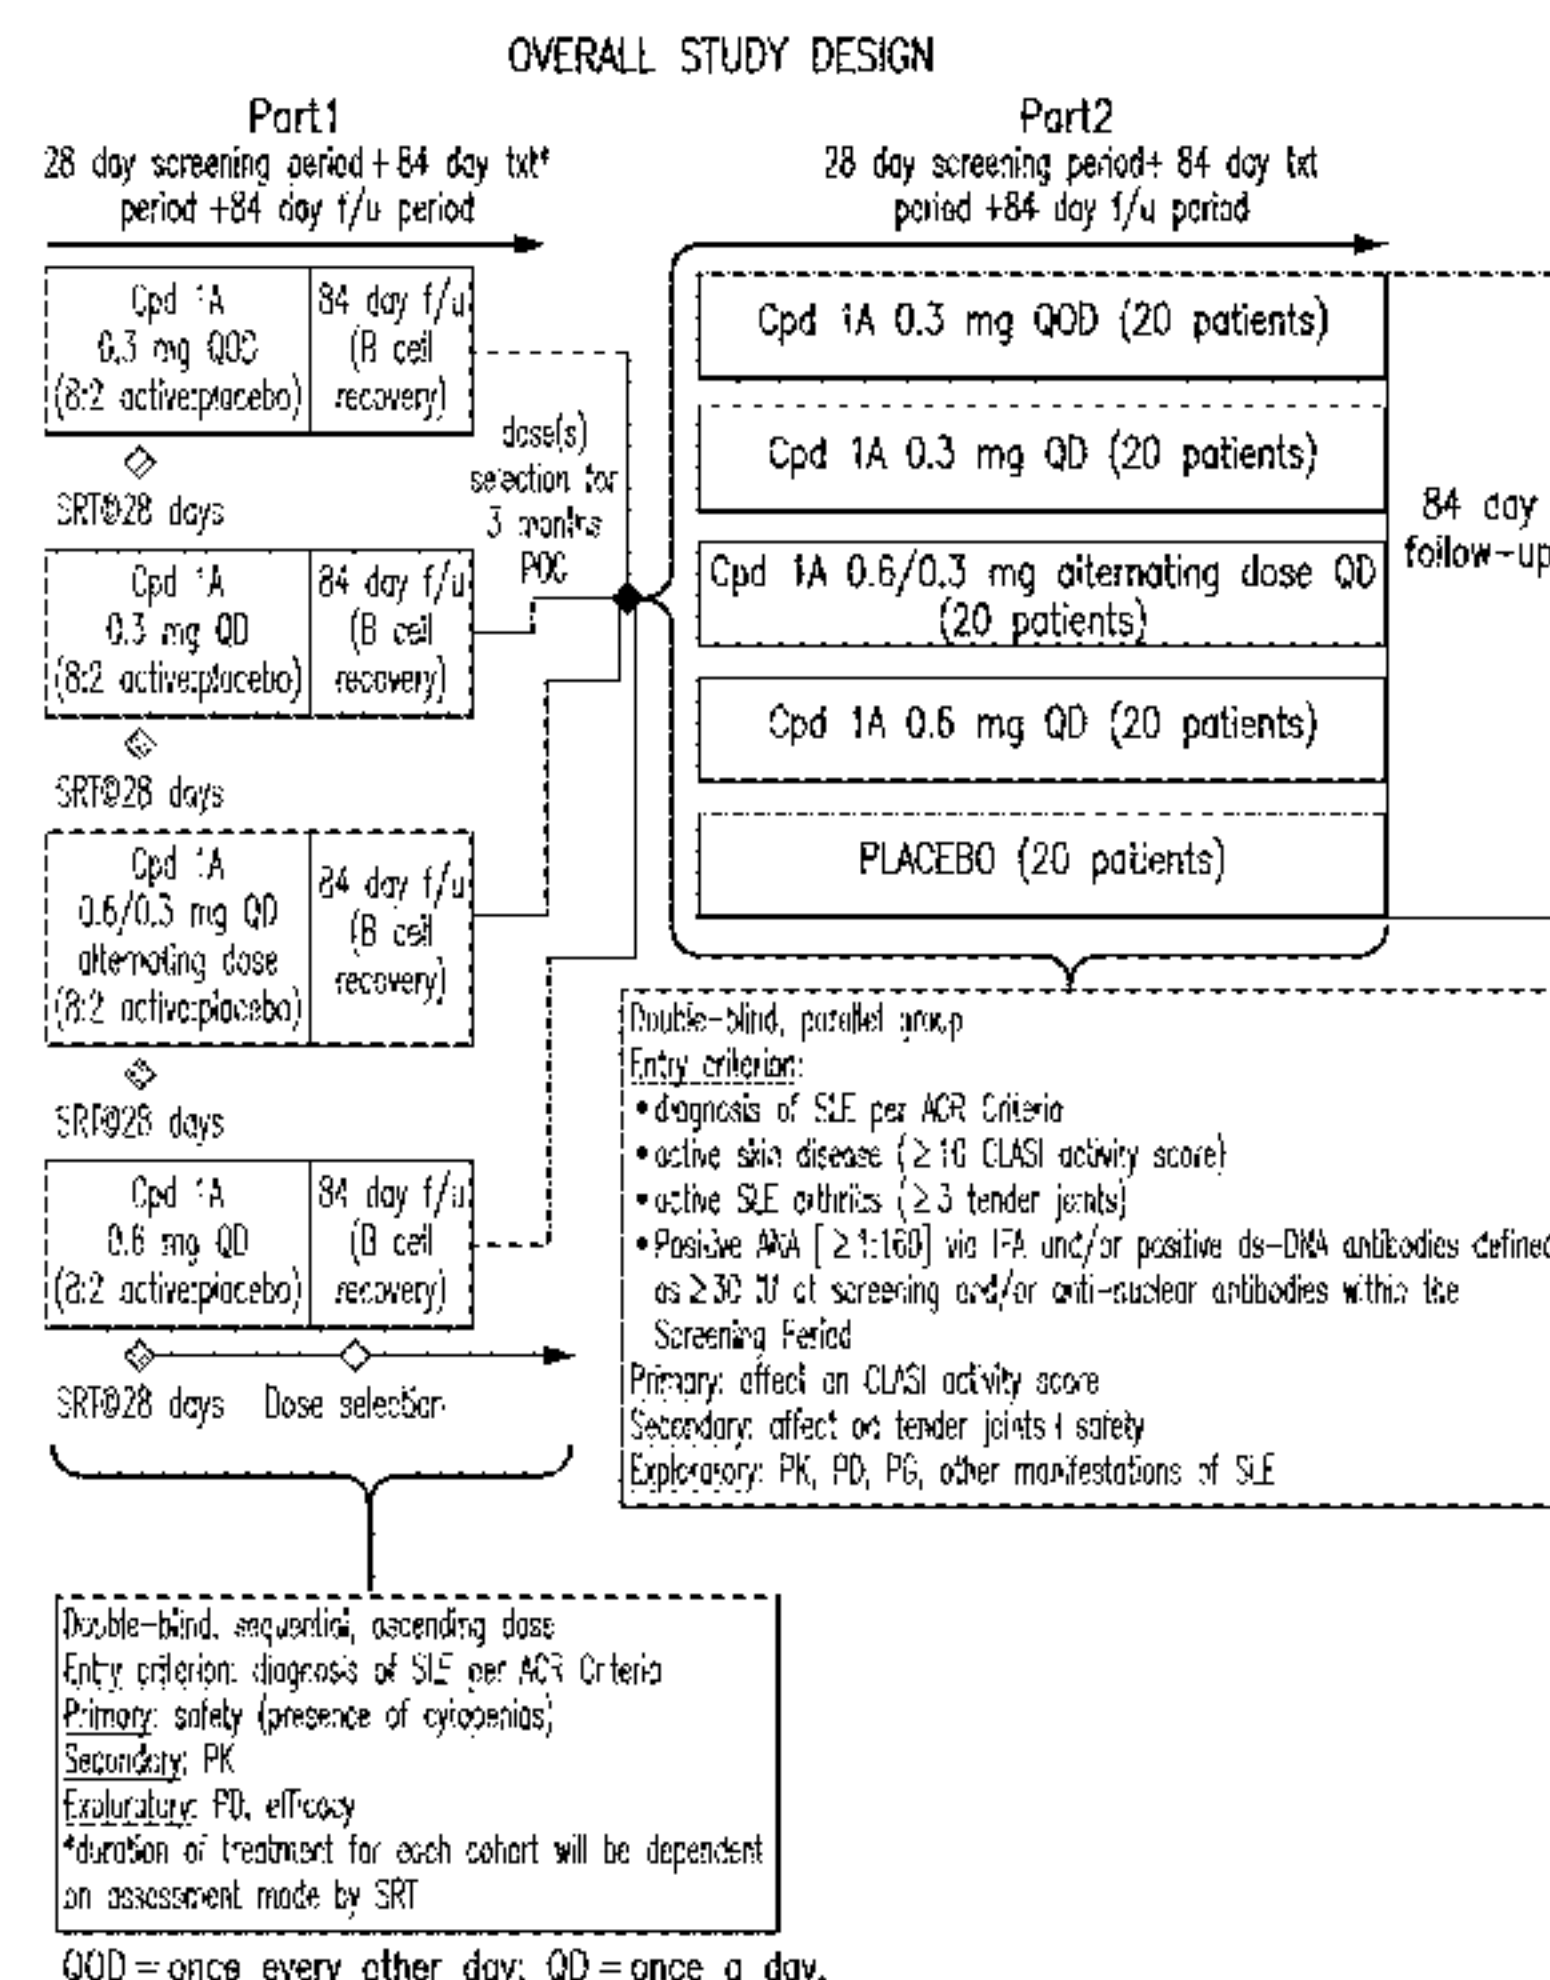 OVERALL STUDY DESIGN
Part1
28 day screening period + 84 day txt*
period +84 day f/u period
Cpd 1A
0.3 mg QOD
(8:2 active:placebo)
84 day f/u
(B cell
recovery)
SRT@28 days
Cpd 1A
0.3 mg QD
(8:2 active:placebo)
84 day f/u
(B cell
recovery)
SRT@28 days
Cpd 1A
0.6/0.3 mg QD
alternating dose
(8:2 active:placebo)
84 day f/u
(B cell
recovery)
SRT@28 days
Cpd 1A
0.6 mg QD
(8:2 active:placebo)
84 day f/u
(B cell
recovery)
SRT@28 days
Dose selection
dose(s)
selection for
3 months
POC
Part2
28 day screening period+ 84 day txt
period +84 day f/u period
Cpd 1A 0.3 mg QOD (20 patients)
Cpd 1A 0.3 mg QD (20 patients)
Cpd 1A 0.6/0.3 mg alternating dose QD
(20 patients)
Cpd 1A 0.6 mg QD (20 patients)
PLACEBO (20 patients)
84 day
follow-up
Double-blind, parallel group
Entry criterion:
•diagnosis of SLE per ACR Criteria
•active skin disease (≥10 CLASI activity score)
•active SLE arthritis (≥3 tender joints)
•Positive ANA [≥1:160] via IFA and/or positive ds-DNA antibodies defined
as ≥30 IU at screening and/or anti-nuclear antibodies within the
Screening Period
Primary: affect on CLASI activity score
Secondary: affect on tender joints + safety
Exploratory: PK, PD, PG, other manifestations of SLE
Double-blind, sequential, ascending dose
Entry criterion: diagnosis of SLE per ACR Criteria
Primary: safety (presence of cytopenias)
Secondary: PK
Exploratory: PD, efficacy
*duration of treatment for each cohort will be dependent
on assessment made by SRT
QOD = once every other day; QD = once a day.